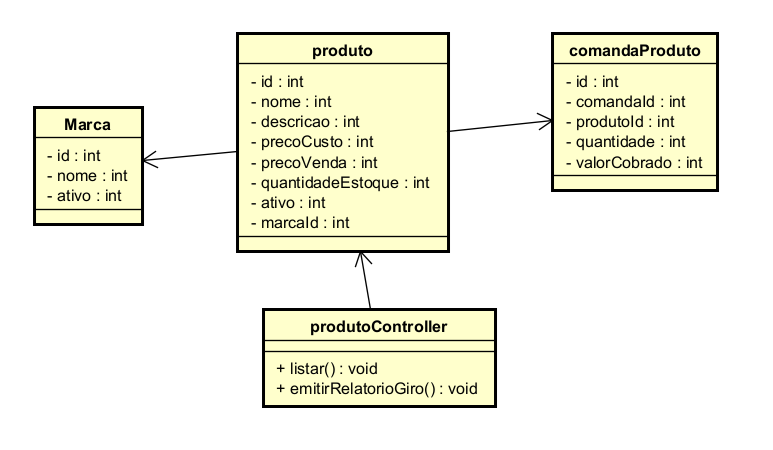 Marca
- id : int
- nome : int
- ativo : int
produto
- id : int
- nome : int
- descricao : int
- precoCusto : int
- precoVenda : int
- quantidadeEstoque : int
- ativo : int
- marcaId : int
comandaProduto
- id : int
- comandaId : int
- produtoId : int
- quantidade : int
- valorCobrado : int
produtoController
+ listar() : void
+ emitirRelatorioGiro() : void